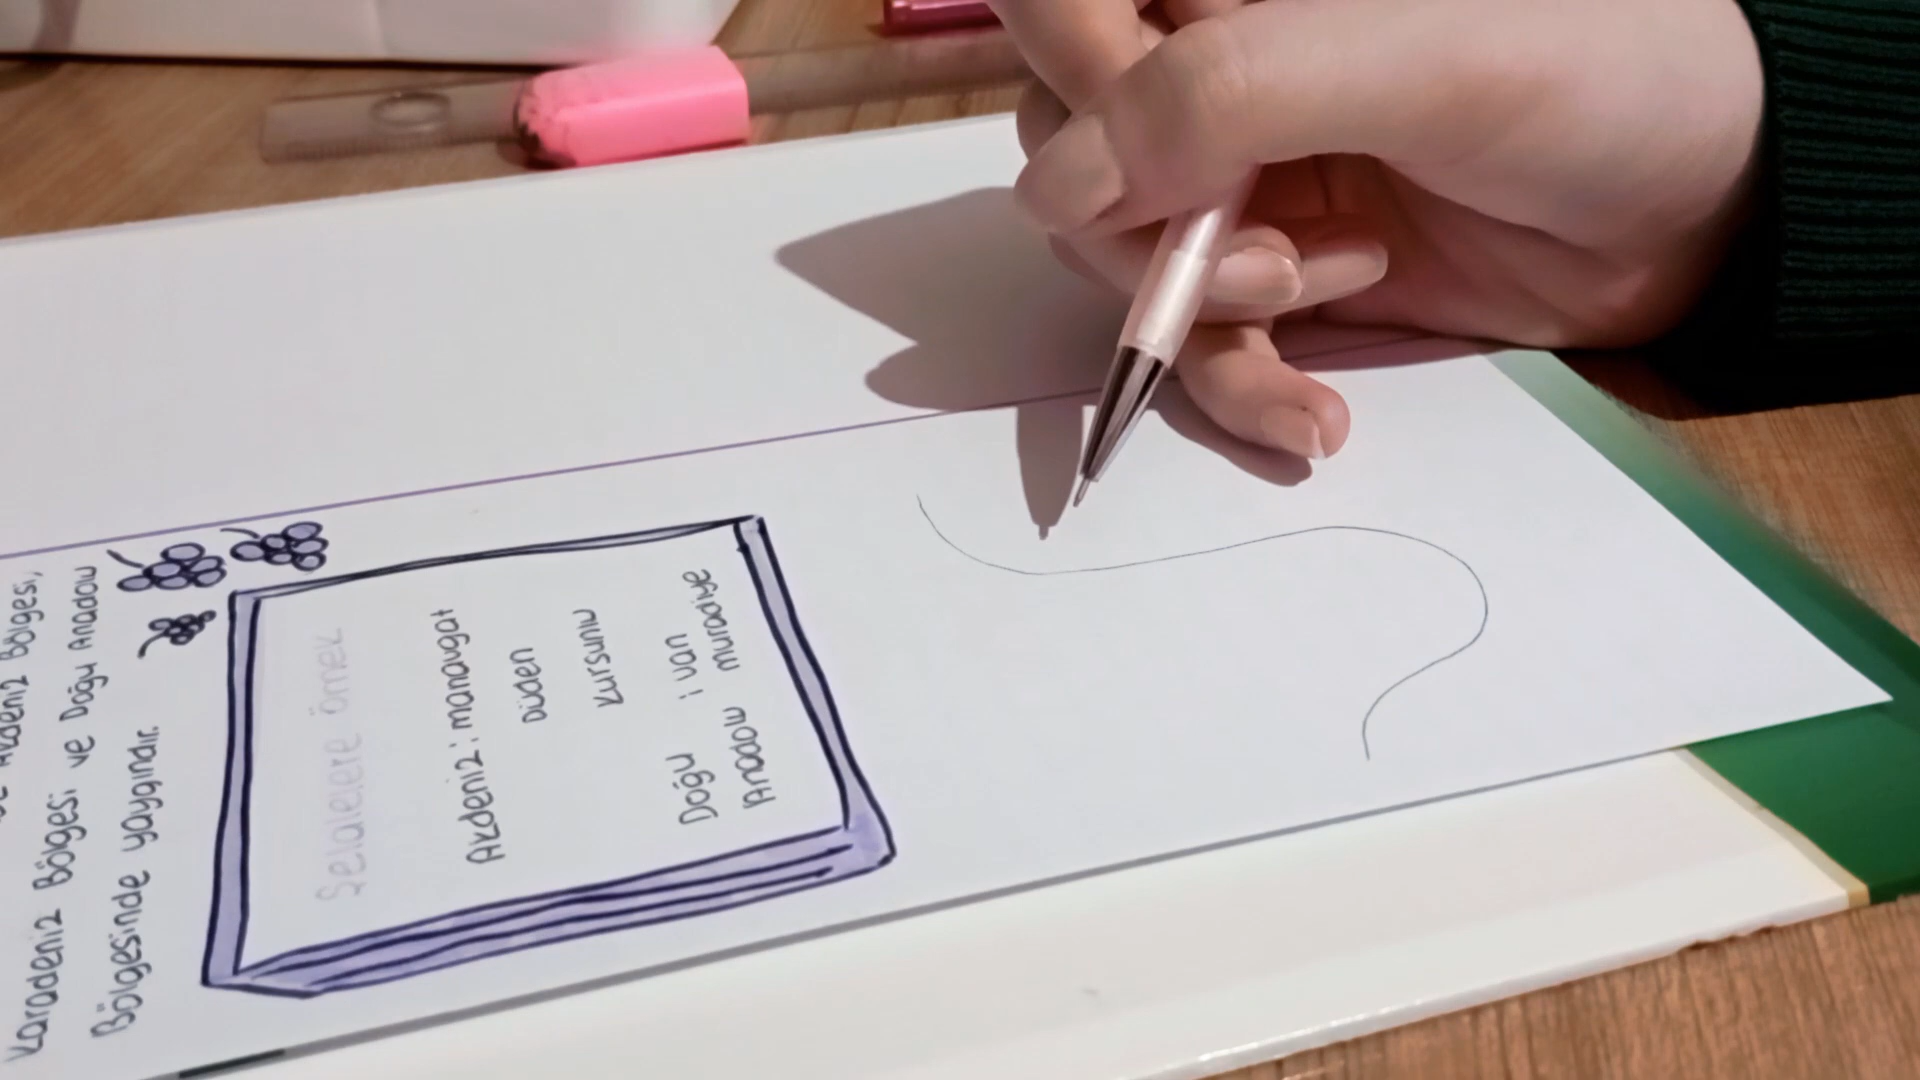 Akdeniz Bölgesi,
Karadeniz Bölgesi ve Doğu Anadolu
Bölgesinde yaygındır.
Şelalelere Örnek
Akdeniz : manavgat
Düden
Kurşunlu
Doğu : Van
Anadolu muradiye